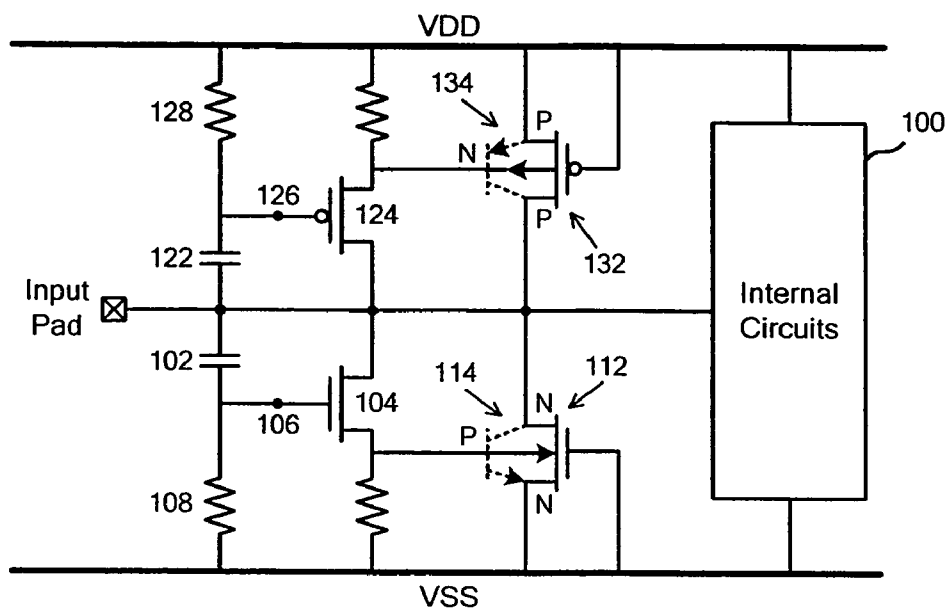 VDD
134
128
P
100
N
126
124
P
122
132
Input
Pad
Internal
Circuits
102
114
112
104
N
106
P
108
N
VSS